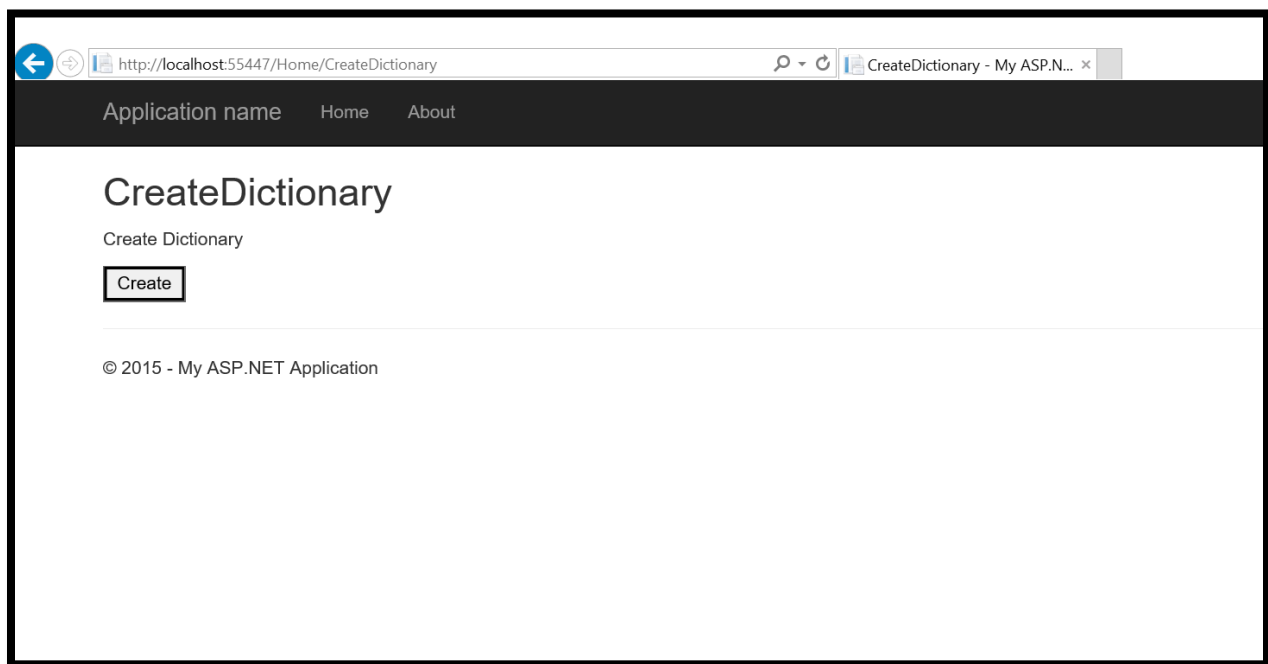 http://localhost:55447/Home/CreateDictionary
CreateDictionary - My ASP.N...
Application name Home About
CreateDictionary
Create Dictionary
Create
© 2015 - My ASP.NET Application